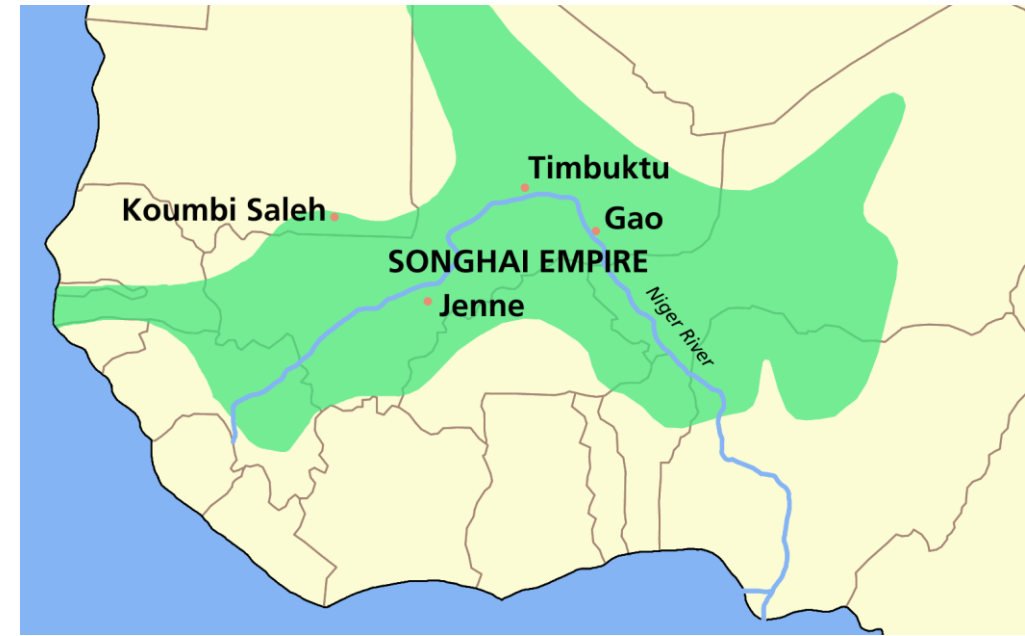 Timbuktu
Koumbi Saleh
Gao
SONGHAI EMPIRE
Jenne
Niger River